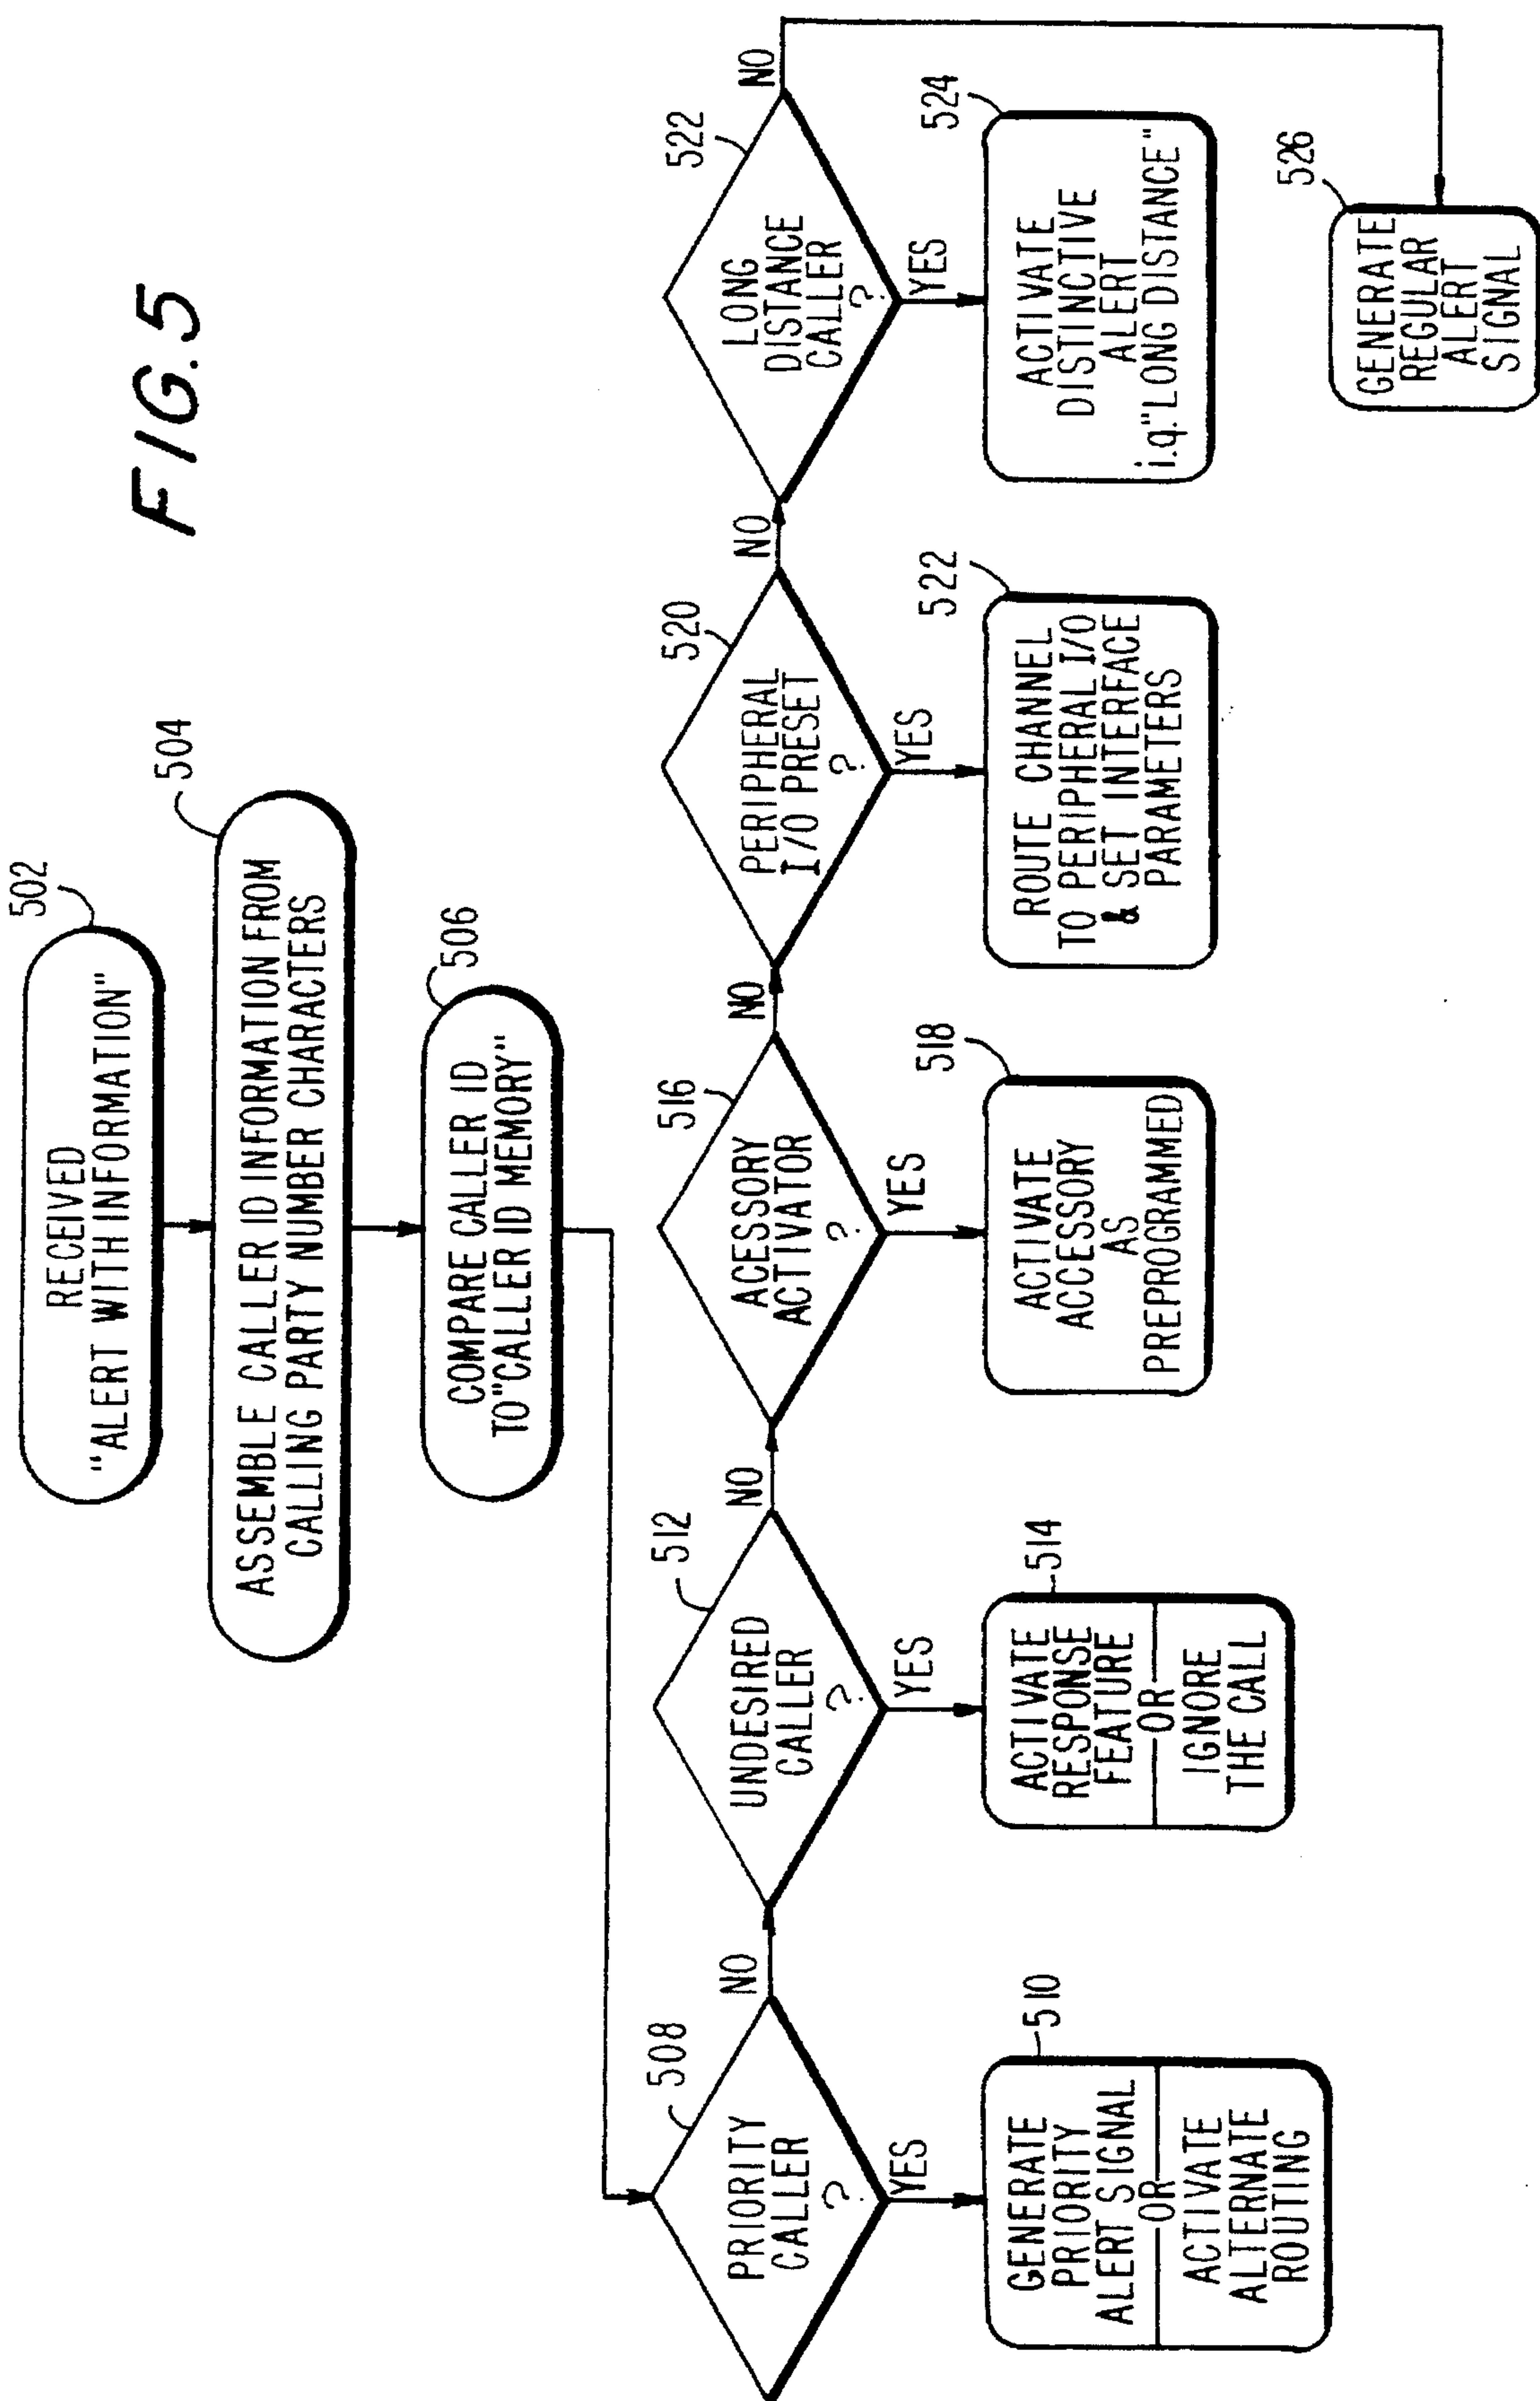 FIG.5
502
RECEIVED
"ALERT WITH INFORMATION"
504
ASSEMBLE CALLER ID INFORMATION FROM
CALLING PARTY NUMBER CHARACTERS
506
COMPARE CALLER ID
TO "CALLER ID MEMORY"
508
PRIORITY
CALLER
?
NO
YES
510
GENERATE
PRIORITY
ALERT SIGNAL
OR
ACTIVATE
ALTERNATE
ROUTING
512
UNDESIRED
CALLER
?
NO
YES
514
ACTIVATE
RESPONSE
FEATURE
OR
IGNORE
THE CALL
516
ACESSORY
ACTIVATOR
?
NO
YES
518
ACTIVATE
ACCESSORY
AS
PREPROGRAMMED
520
PERIPHERAL
I/O PRESET
?
NO
YES
522
ROUTE CHANNEL
TO PERIPHERAL I/O
& SET INTERFACE
PARAMETERS
522
LONG
DISTANCE
CALLER
?
NO
YES
524
ACTIVATE
DISTINCTIVE
ALERT
i.q."LONG DISTANCE"
526
GENERATE
REGULAR
ALERT
SIGNAL